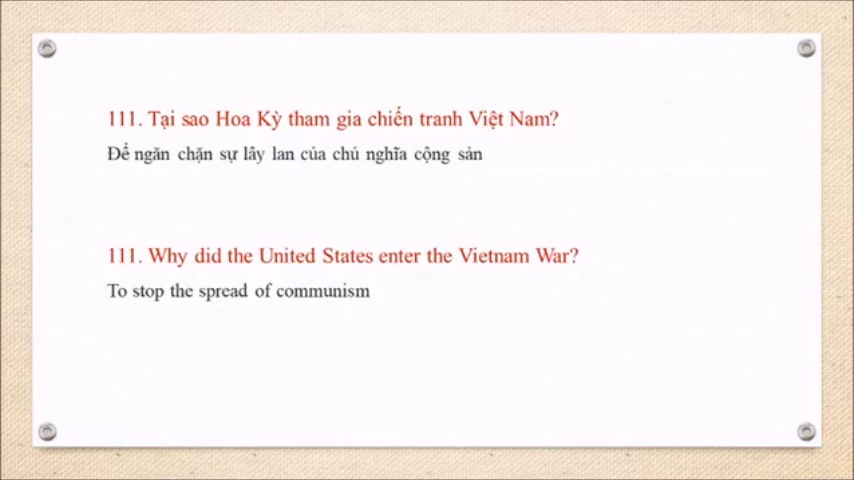 111. Tại sao Hoa Kỳ tham gia chiến tranh Việt Nam?
Để ngăn chặn sự lây lan của chủ nghĩa cộng sản
111. Why did the United States enter the Vietnam War?
To stop the spread of communism